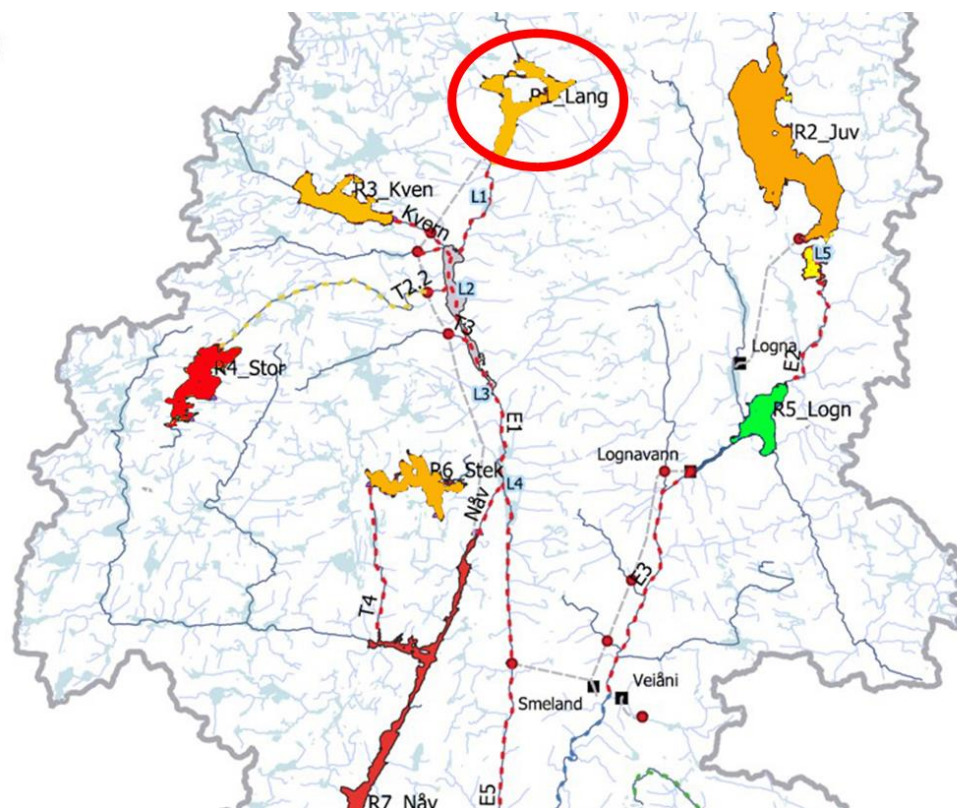 R1_Lang
R2_Juv
R3_Kven
L1
Kvern
L5
T2.2
L2
T3
Logna
E2
R4_Stor
L3
R5_Logn
E1
Lognavann
R6_Stek
L4
Nåv
E3
T4
Veiåni
Smeland
E5
R7_Nåv